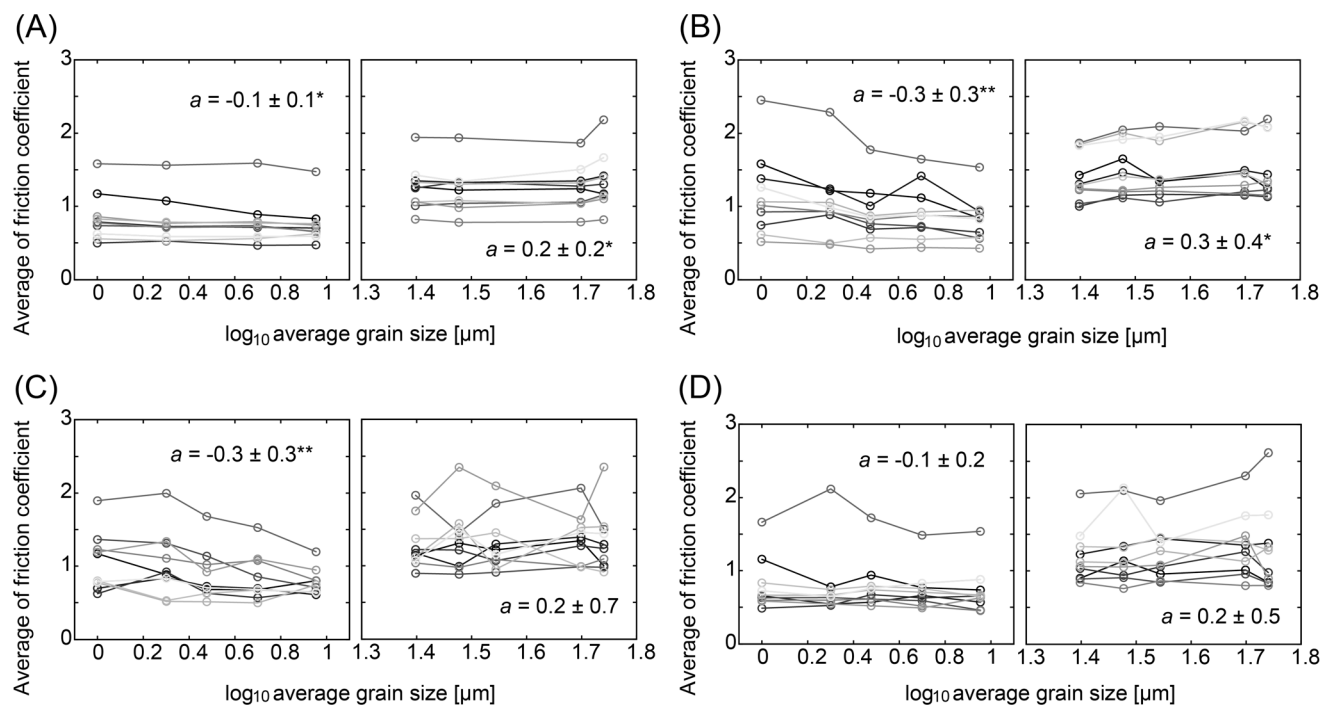 (A)
Average of friction coefficient
3
2
1
0
a = -0.1 ± 0.1*
a = 0.2 ± 0.2*
0 0.2 0.4 0.6 0.8 1 1.3 1.4 1.5 1.6 1.7 1.8
log10 average grain size [μm]
(B)
Average of friction coefficient
3
2
1
0
a = -0.3 ± 0.3**
a = 0.3 ± 0.4*
0 0.2 0.4 0.6 0.8 1 1.3 1.4 1.5 1.6 1.7 1.8
log10 average grain size [μm]
(C)
Average of friction coefficient
3
2
1
0
a = -0.3 ± 0.3**
a = 0.2 ± 0.7
0 0.2 0.4 0.6 0.8 1 1.3 1.4 1.5 1.6 1.7 1.8
log10 average grain size [μm]
(D)
Average of friction coefficient
3
2
1
0
a = -0.1 ± 0.2
a = 0.2 ± 0.5
0 0.2 0.4 0.6 0.8 1 1.3 1.4 1.5 1.6 1.7 1.8
log10 average grain size [μm]